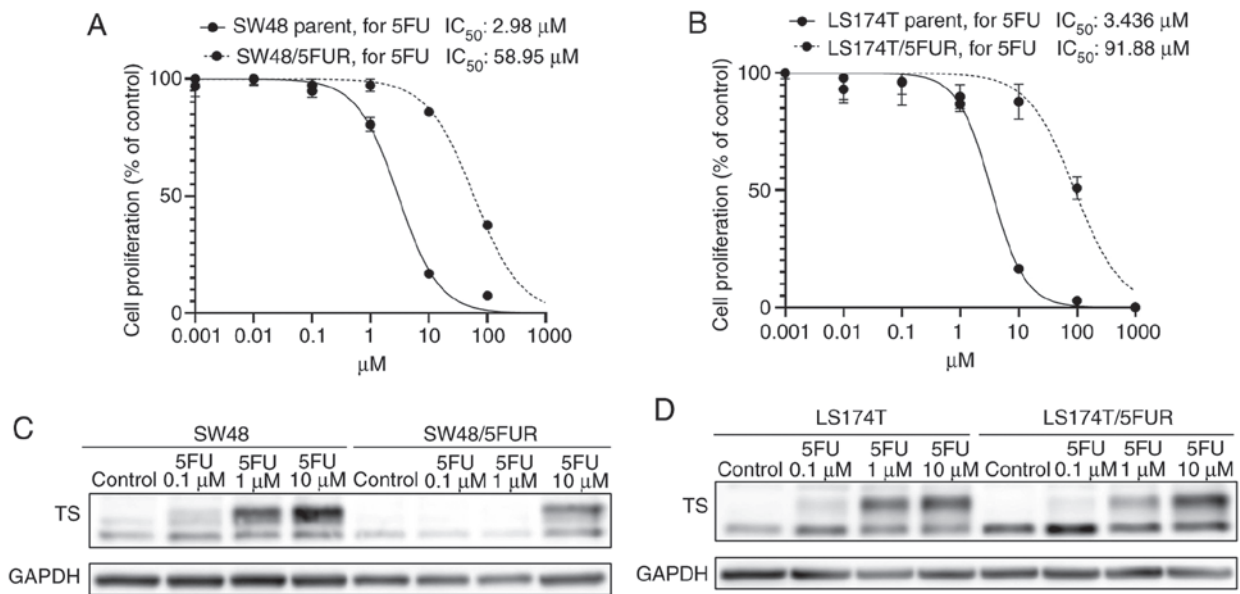 A
SW48 parent, for 5FU IC50: 2.98 μM
SW48/5FUR, for 5FU IC50: 58.95 μM
Cell proliferation (% of control)
100
50
0
0.001 0.01 0.1 1 10 100 1000
μM
B
LS174T parent, for 5FU IC50: 3.436 μM
LS174T/5FUR, for 5FU IC50: 91.88 μM
Cell proliferation (% of control)
100
50
0
0.001 0.01 0.1 1 10 100 1000
μM
C
SW48 SW48/5FUR
5FU 5FU 5FU 5FU 5FU 5FU
Control 0.1 μM 1 μM 10 μM Control 0.1 μM 1 μM 10 μM
TS
GAPDH
D
LS174T LS174T/5FUR
5FU 5FU 5FU 5FU 5FU 5FU
Control 0.1 μM 1 μM 10 μM Control 0.1 μM 1 μM 10 μM
TS
GAPDH